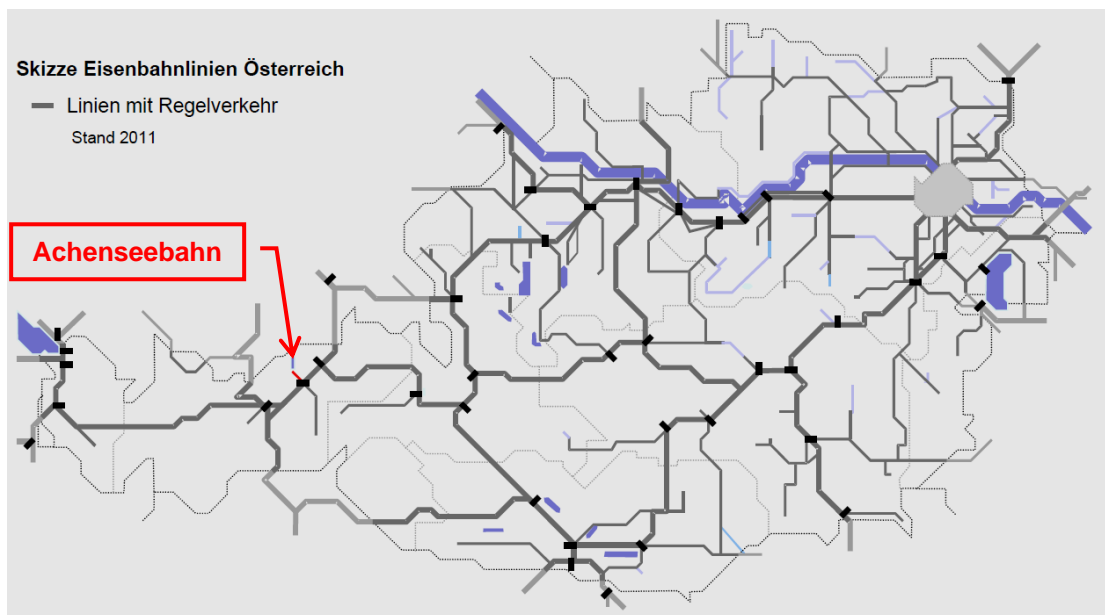 Skizze Eisenbahnlinien Österreich
Linien mit Regelverkehr
Stand 2011
Achenseebahn